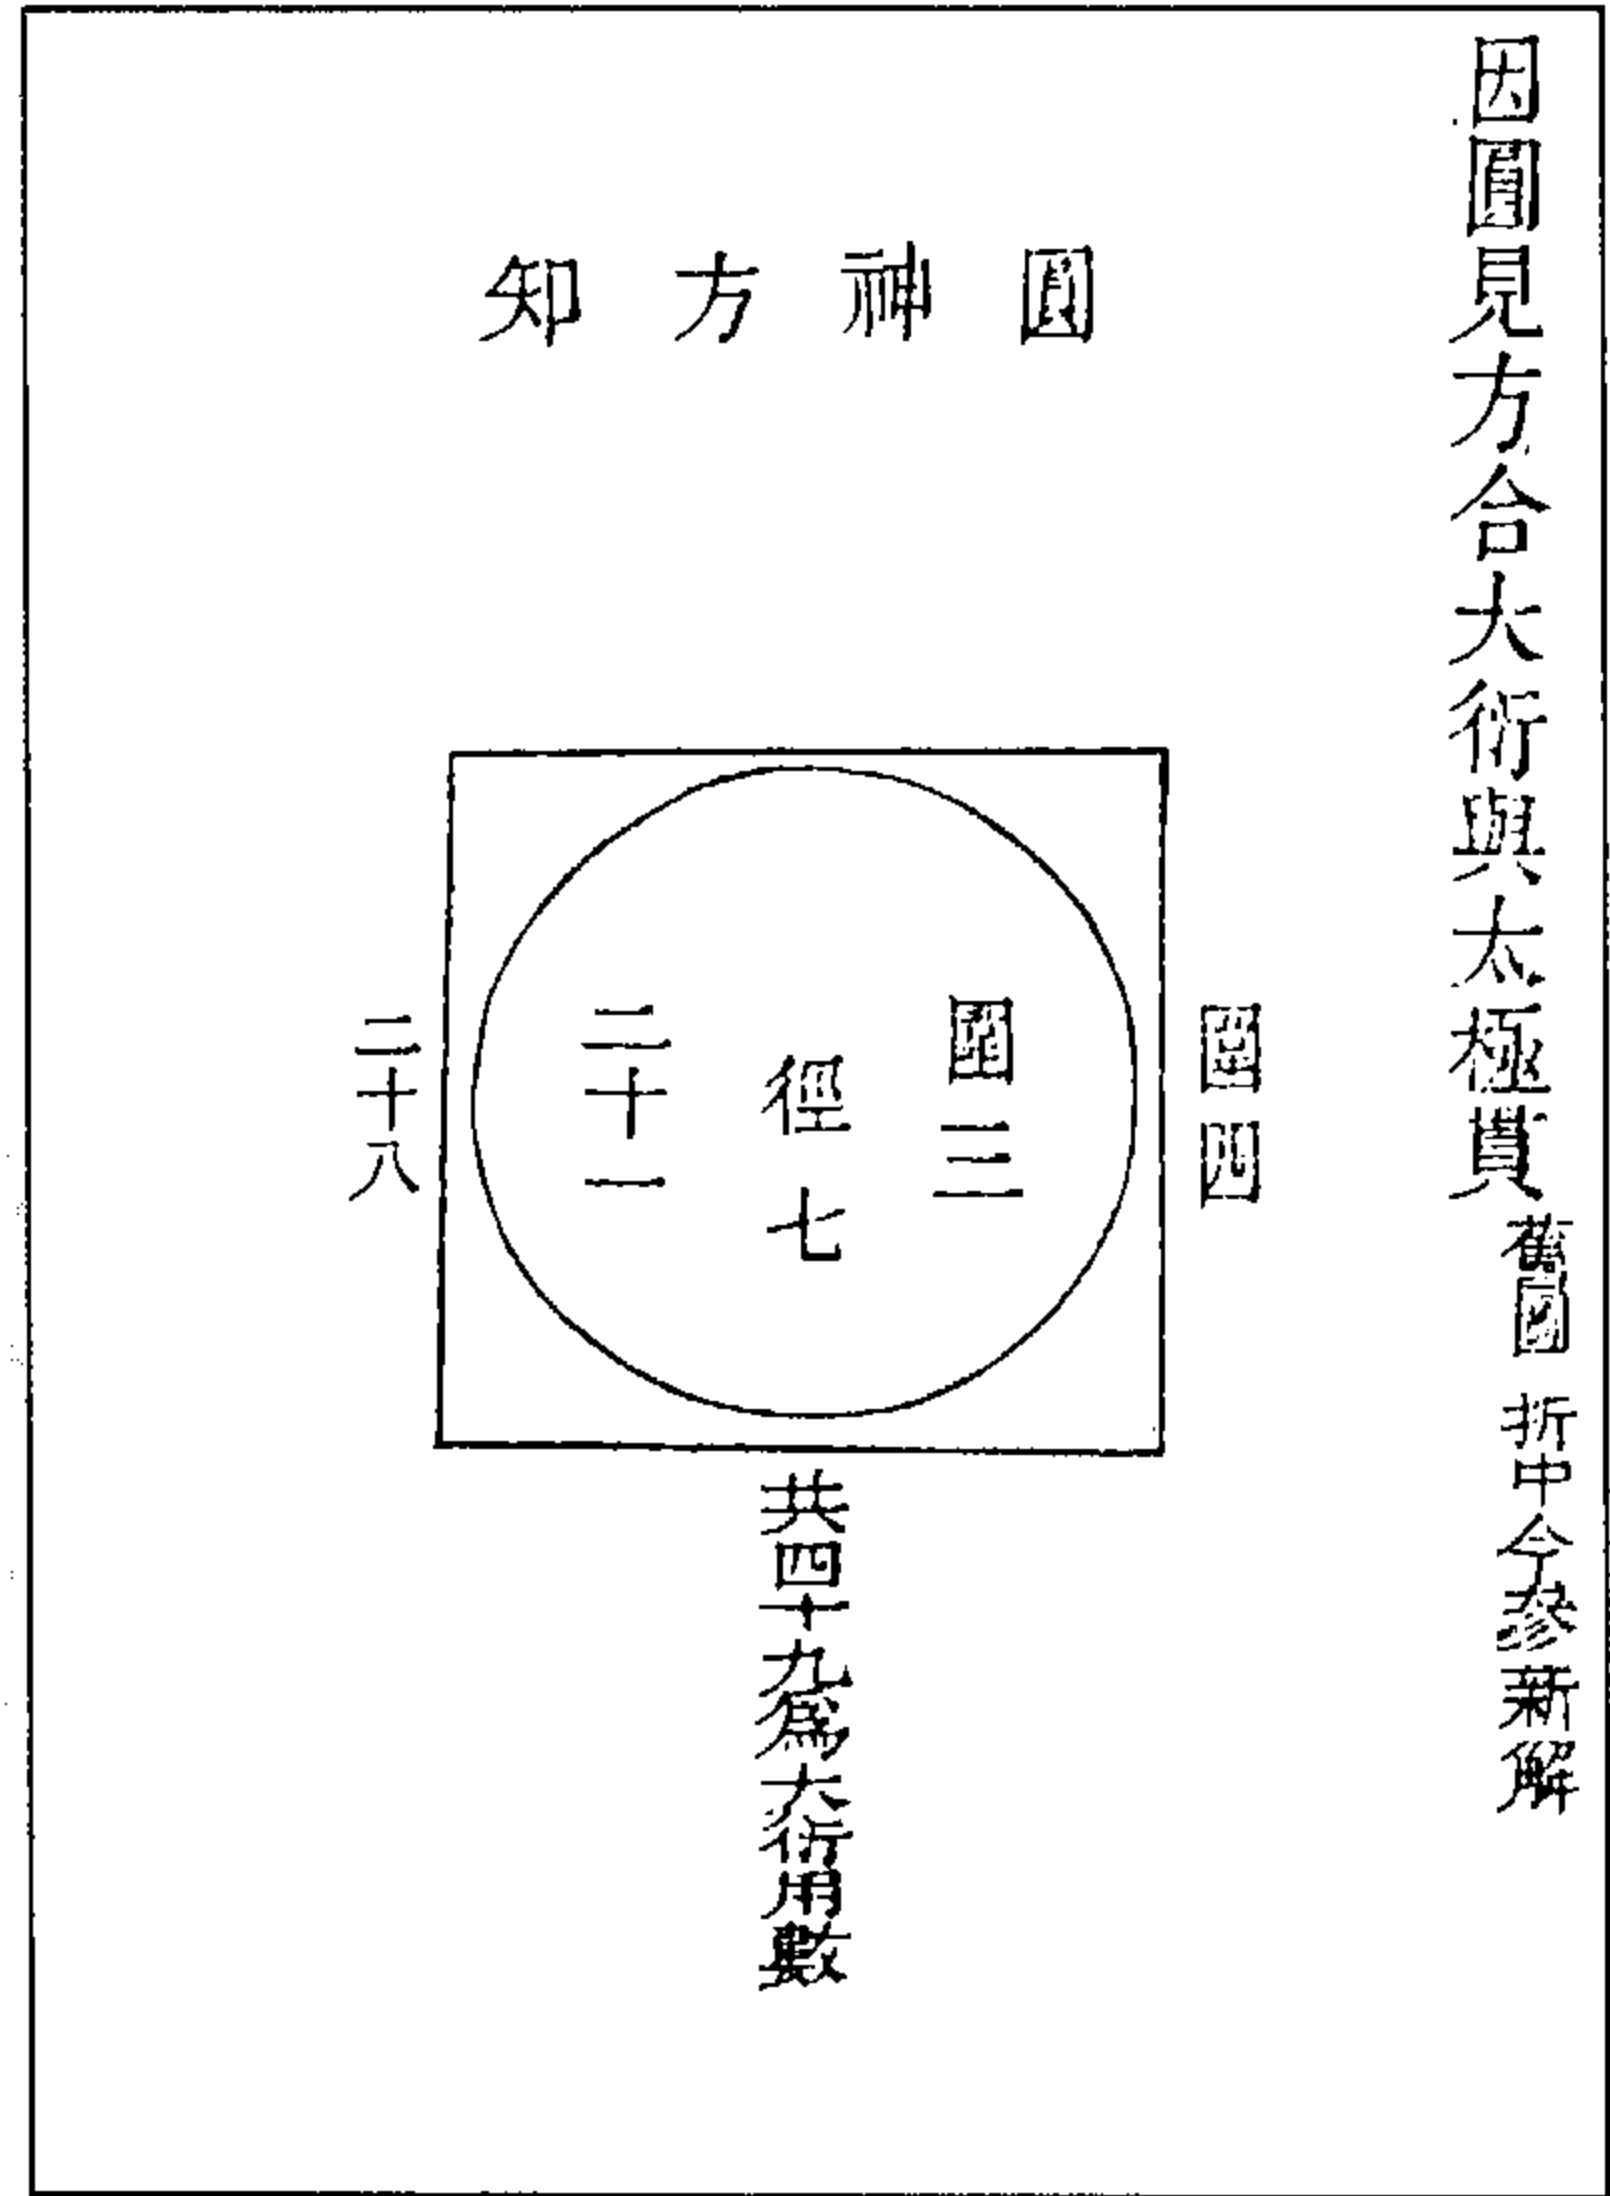 因圓見方合大衍與太極貫舊圖 折中今參新解
圓神方知
圍四
圍三
徑七
二十一
二十八
共四十九爲大衍用數